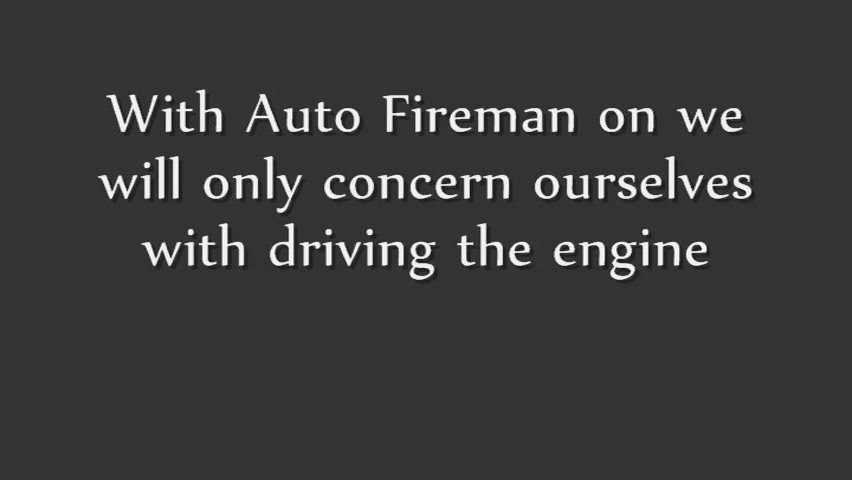 With Auto Fireman on we
will only concern ourselves
with driving the engine